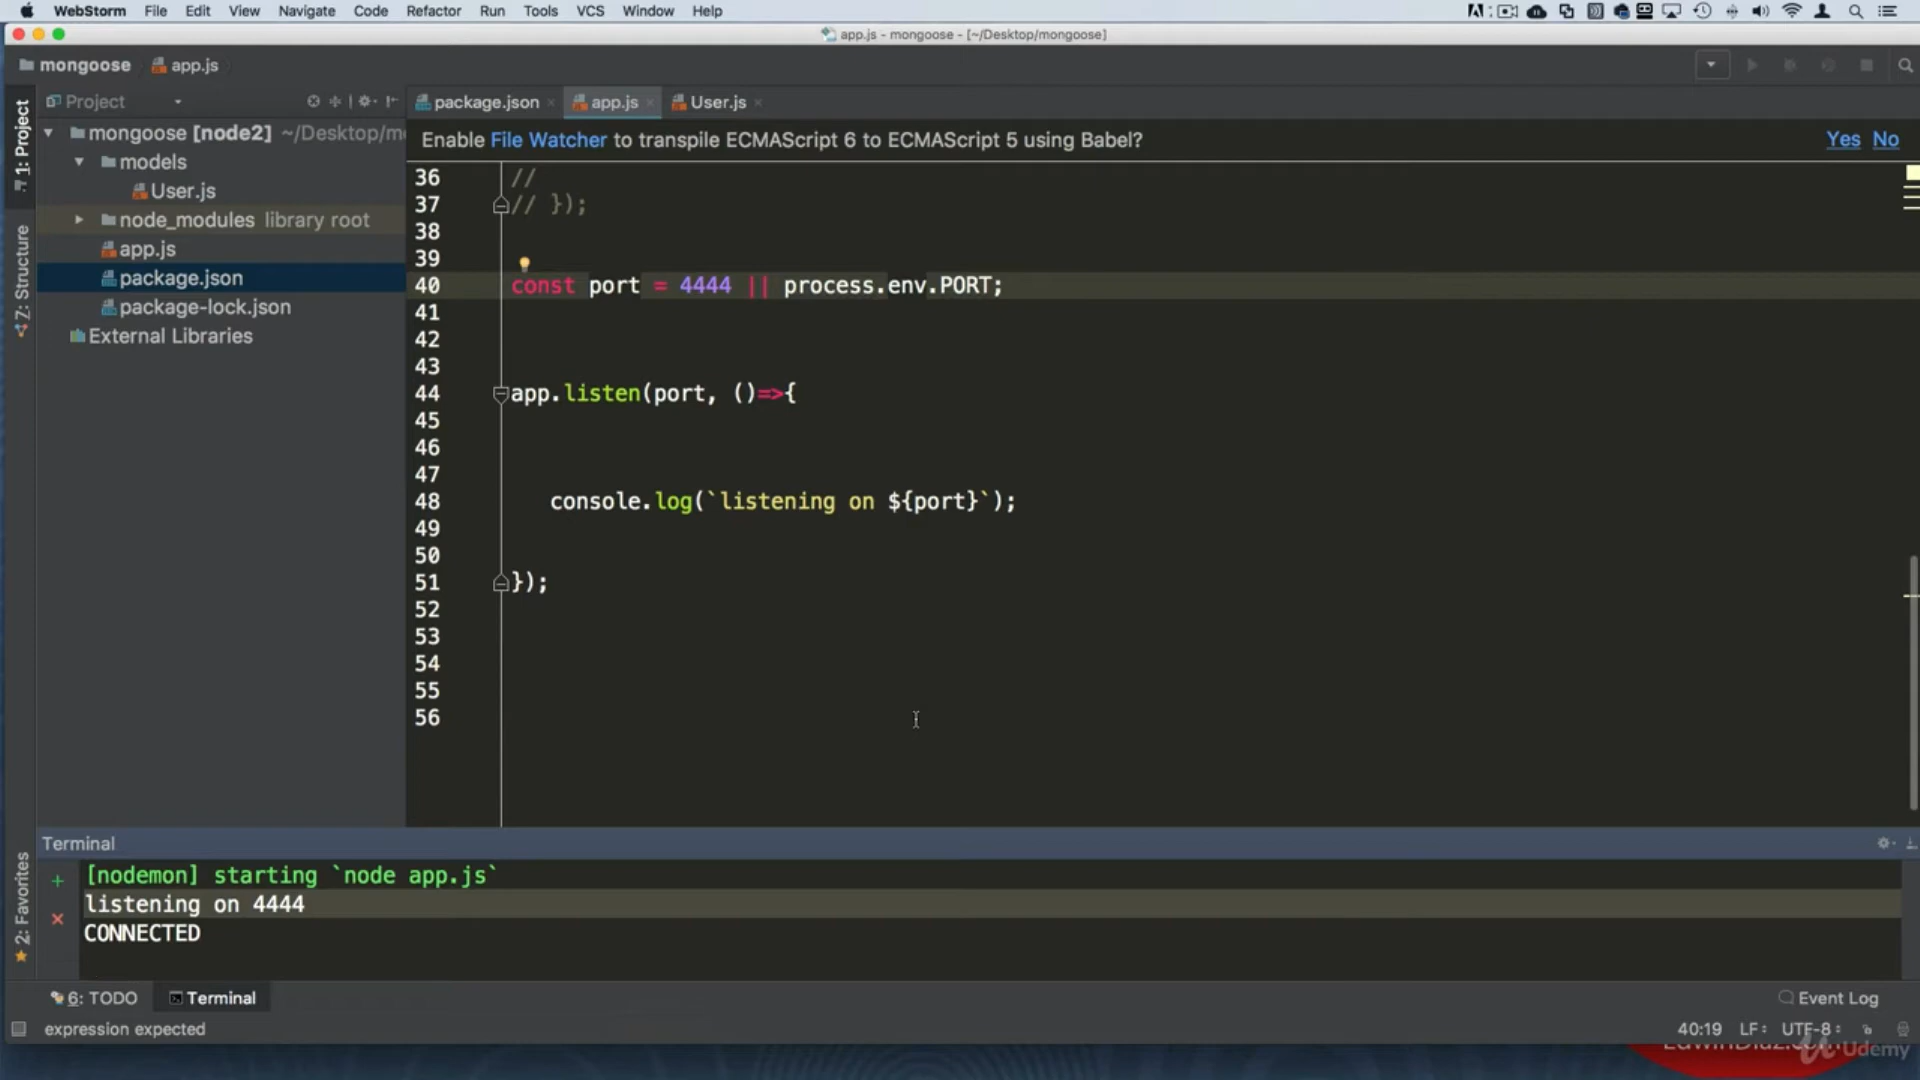 WebStorm File Edit View Navigate Code Refactor Run Tools VCS Window Help
app.js - mongoose - [~/Desktop/mongoose]
mongoose app.js
Project
package.json app.js User.js
1: Project
Z: Structure
2: Favorites
mongoose [node2] ~/Desktop/m
models
User.js
node_modules library root
app.js
package.json
package-lock.json
External Libraries
Enable File Watcher to transpile ECMAScript 6 to ECMAScript 5 using Babel? Yes No
36 //
37 // });
38
39
40 const port = 4444 || process.env.PORT;
41
42
43
44 app.listen(port, ()=>{
45
46
47
48 console.log(`listening on ${port}`);
49
50
51 });
52
53
54
55
56
Terminal
[nodemon] starting `node app.js`
listening on 4444
CONNECTED
6: TODO Terminal Event Log
expression expected 40:19 LF: UTF-8:
Udemy